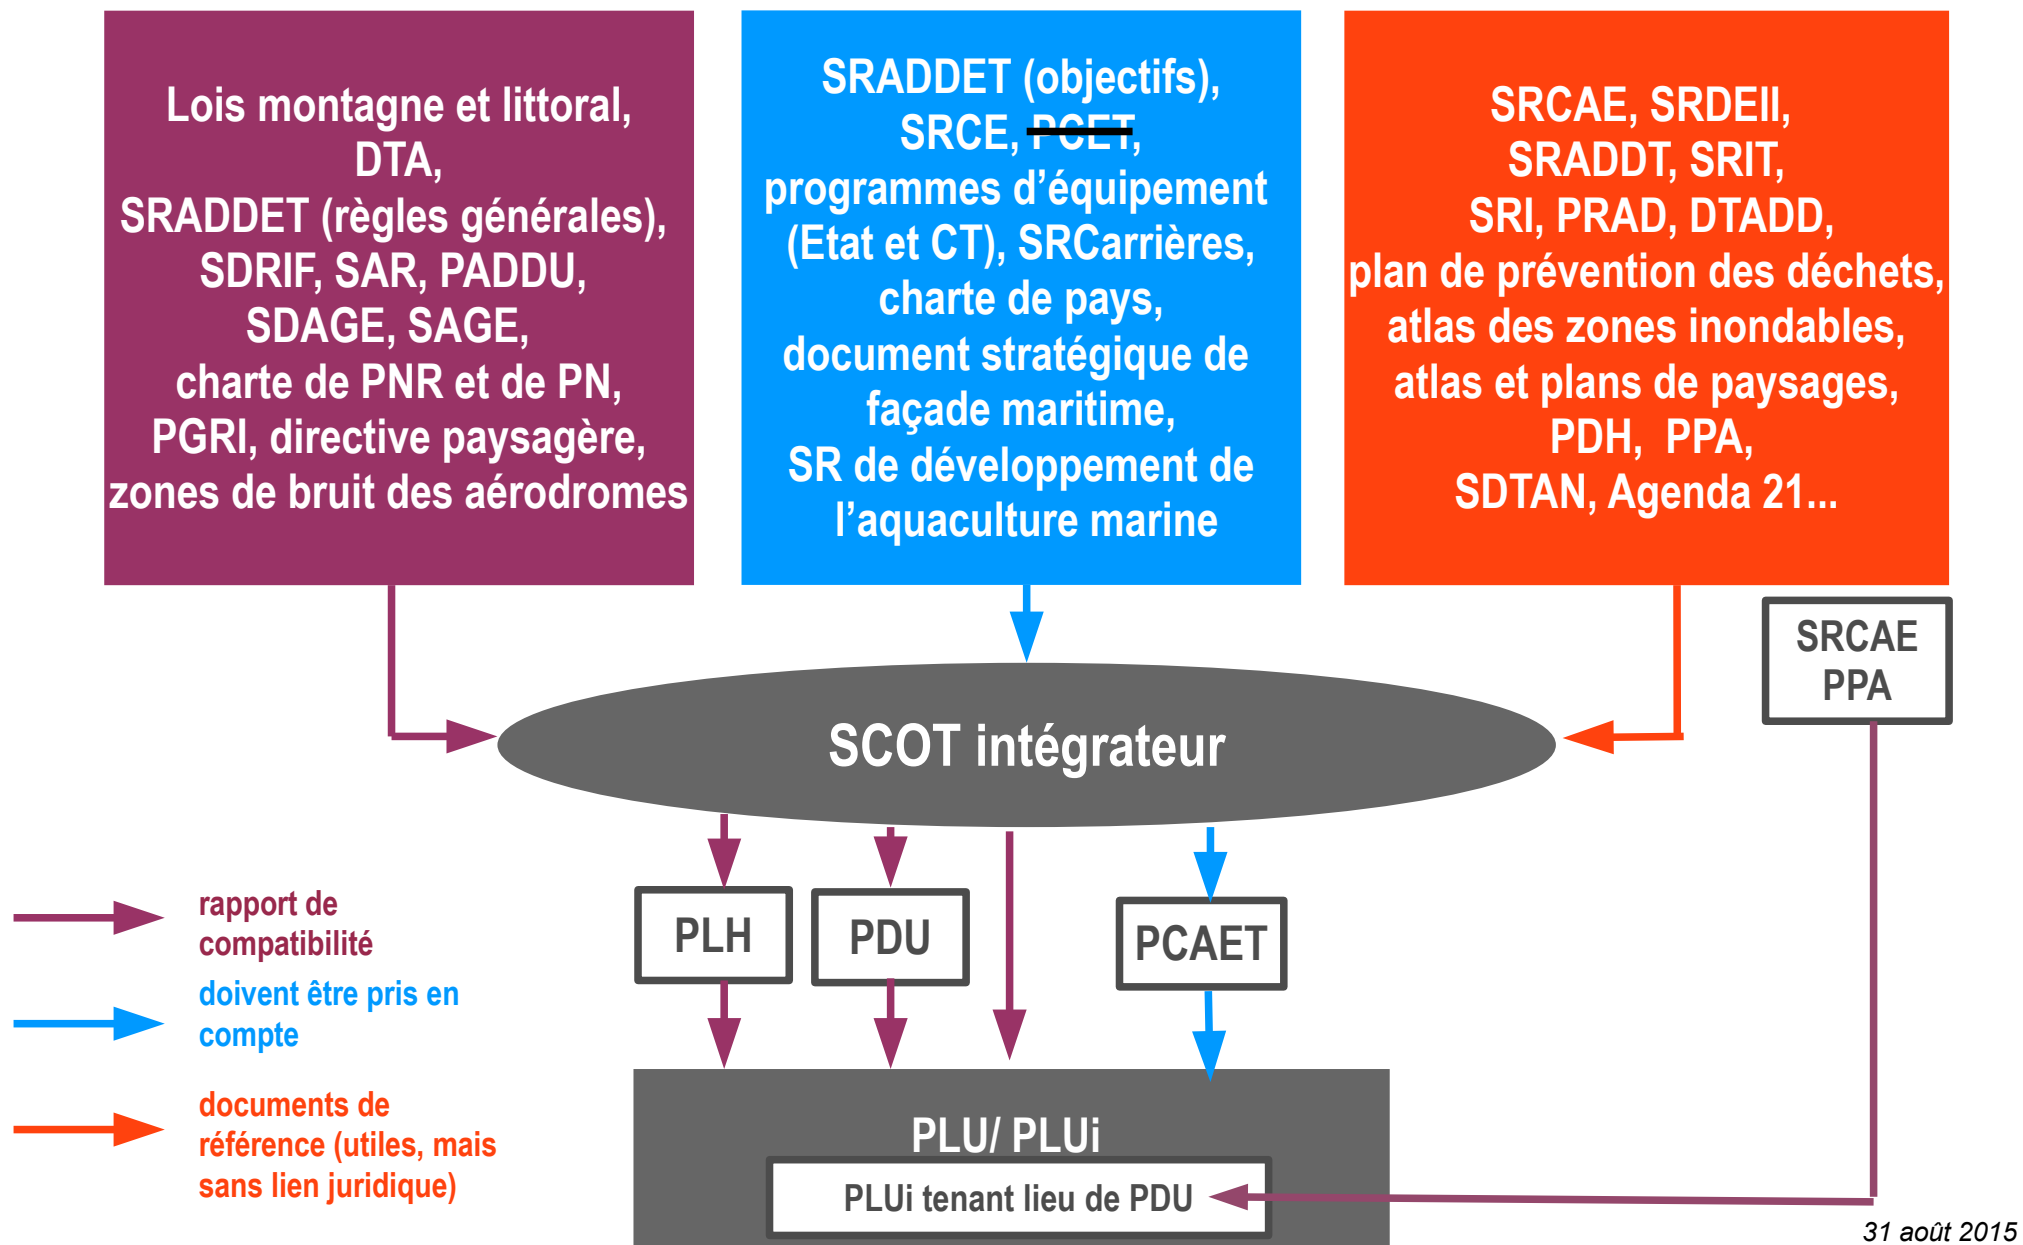 Lois montagne et littoral,
DTA,
SRADDET (règles générales),
SDRIF, SAR, PADDU,
SDAGE, SAGE,
charte de PNR et de PN,
PGRI, directive paysagère,
zones de bruit des aérodromes
SRADDET (objectifs),
SRCE, PCET,
programmes d’équipement
(Etat et CT), SRCarrières,
charte de pays,
document stratégique de
façade maritime,
SR de développement de
l’aquaculture marine
SRCAE, SRDEII,
SRADDT, SRIT,
SRI, PRAD, DTADD,
plan de prévention des déchets,
atlas des zones inondables,
atlas et plans de paysages,
PDH, PPA,
SDTAN, Agenda 21...
SRCAE
PPA
SCOT intégrateur
PLH
PDU
PCAET
rapport de
compatibilité
doivent être pris en
compte
documents de
référence (utiles, mais
sans lien juridique)
PLU/ PLUi
PLUi tenant lieu de PDU
31 août 2015